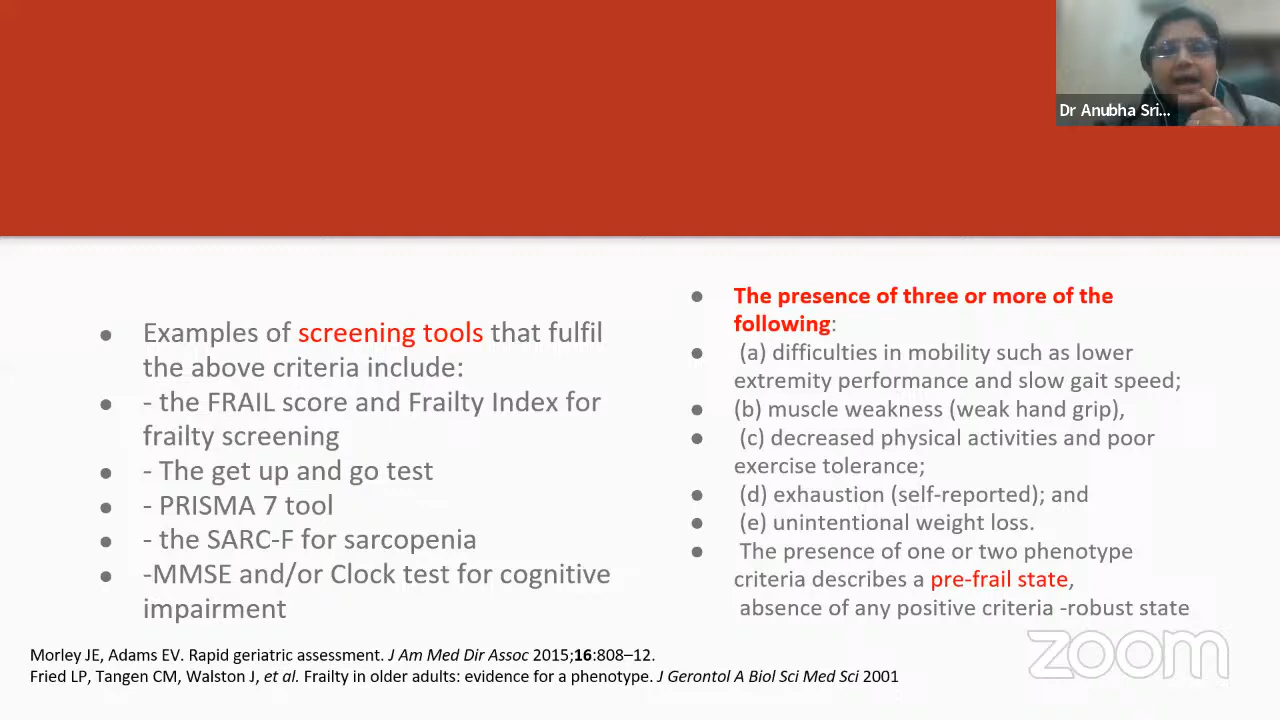 Dr Anubha Sri...
● Examples of screening tools that fulfil
the above criteria include:
● - the FRAIL score and Frailty Index for
frailty screening
● - The get up and go test
● - PRISMA 7 tool
● - the SARC-F for sarcopenia
● -MMSE and/or Clock test for cognitive
impairment
● The presence of three or more of the
following:
● (a) difficulties in mobility such as lower
extremity performance and slow gait speed;
● (b) muscle weakness (weak hand grip),
● (c) decreased physical activities and poor
exercise tolerance;
● (d) exhaustion (self-reported); and
● (e) unintentional weight loss.
● The presence of one or two phenotype
criteria describes a pre-frail state,
absence of any positive criteria -robust state
Morley JE, Adams EV. Rapid geriatric assessment. J Am Med Dir Assoc 2015;16:808–12.
Fried LP, Tangen CM, Walston J, et al. Frailty in older adults: evidence for a phenotype. J Gerontol A Biol Sci Med Sci 2001
zoom